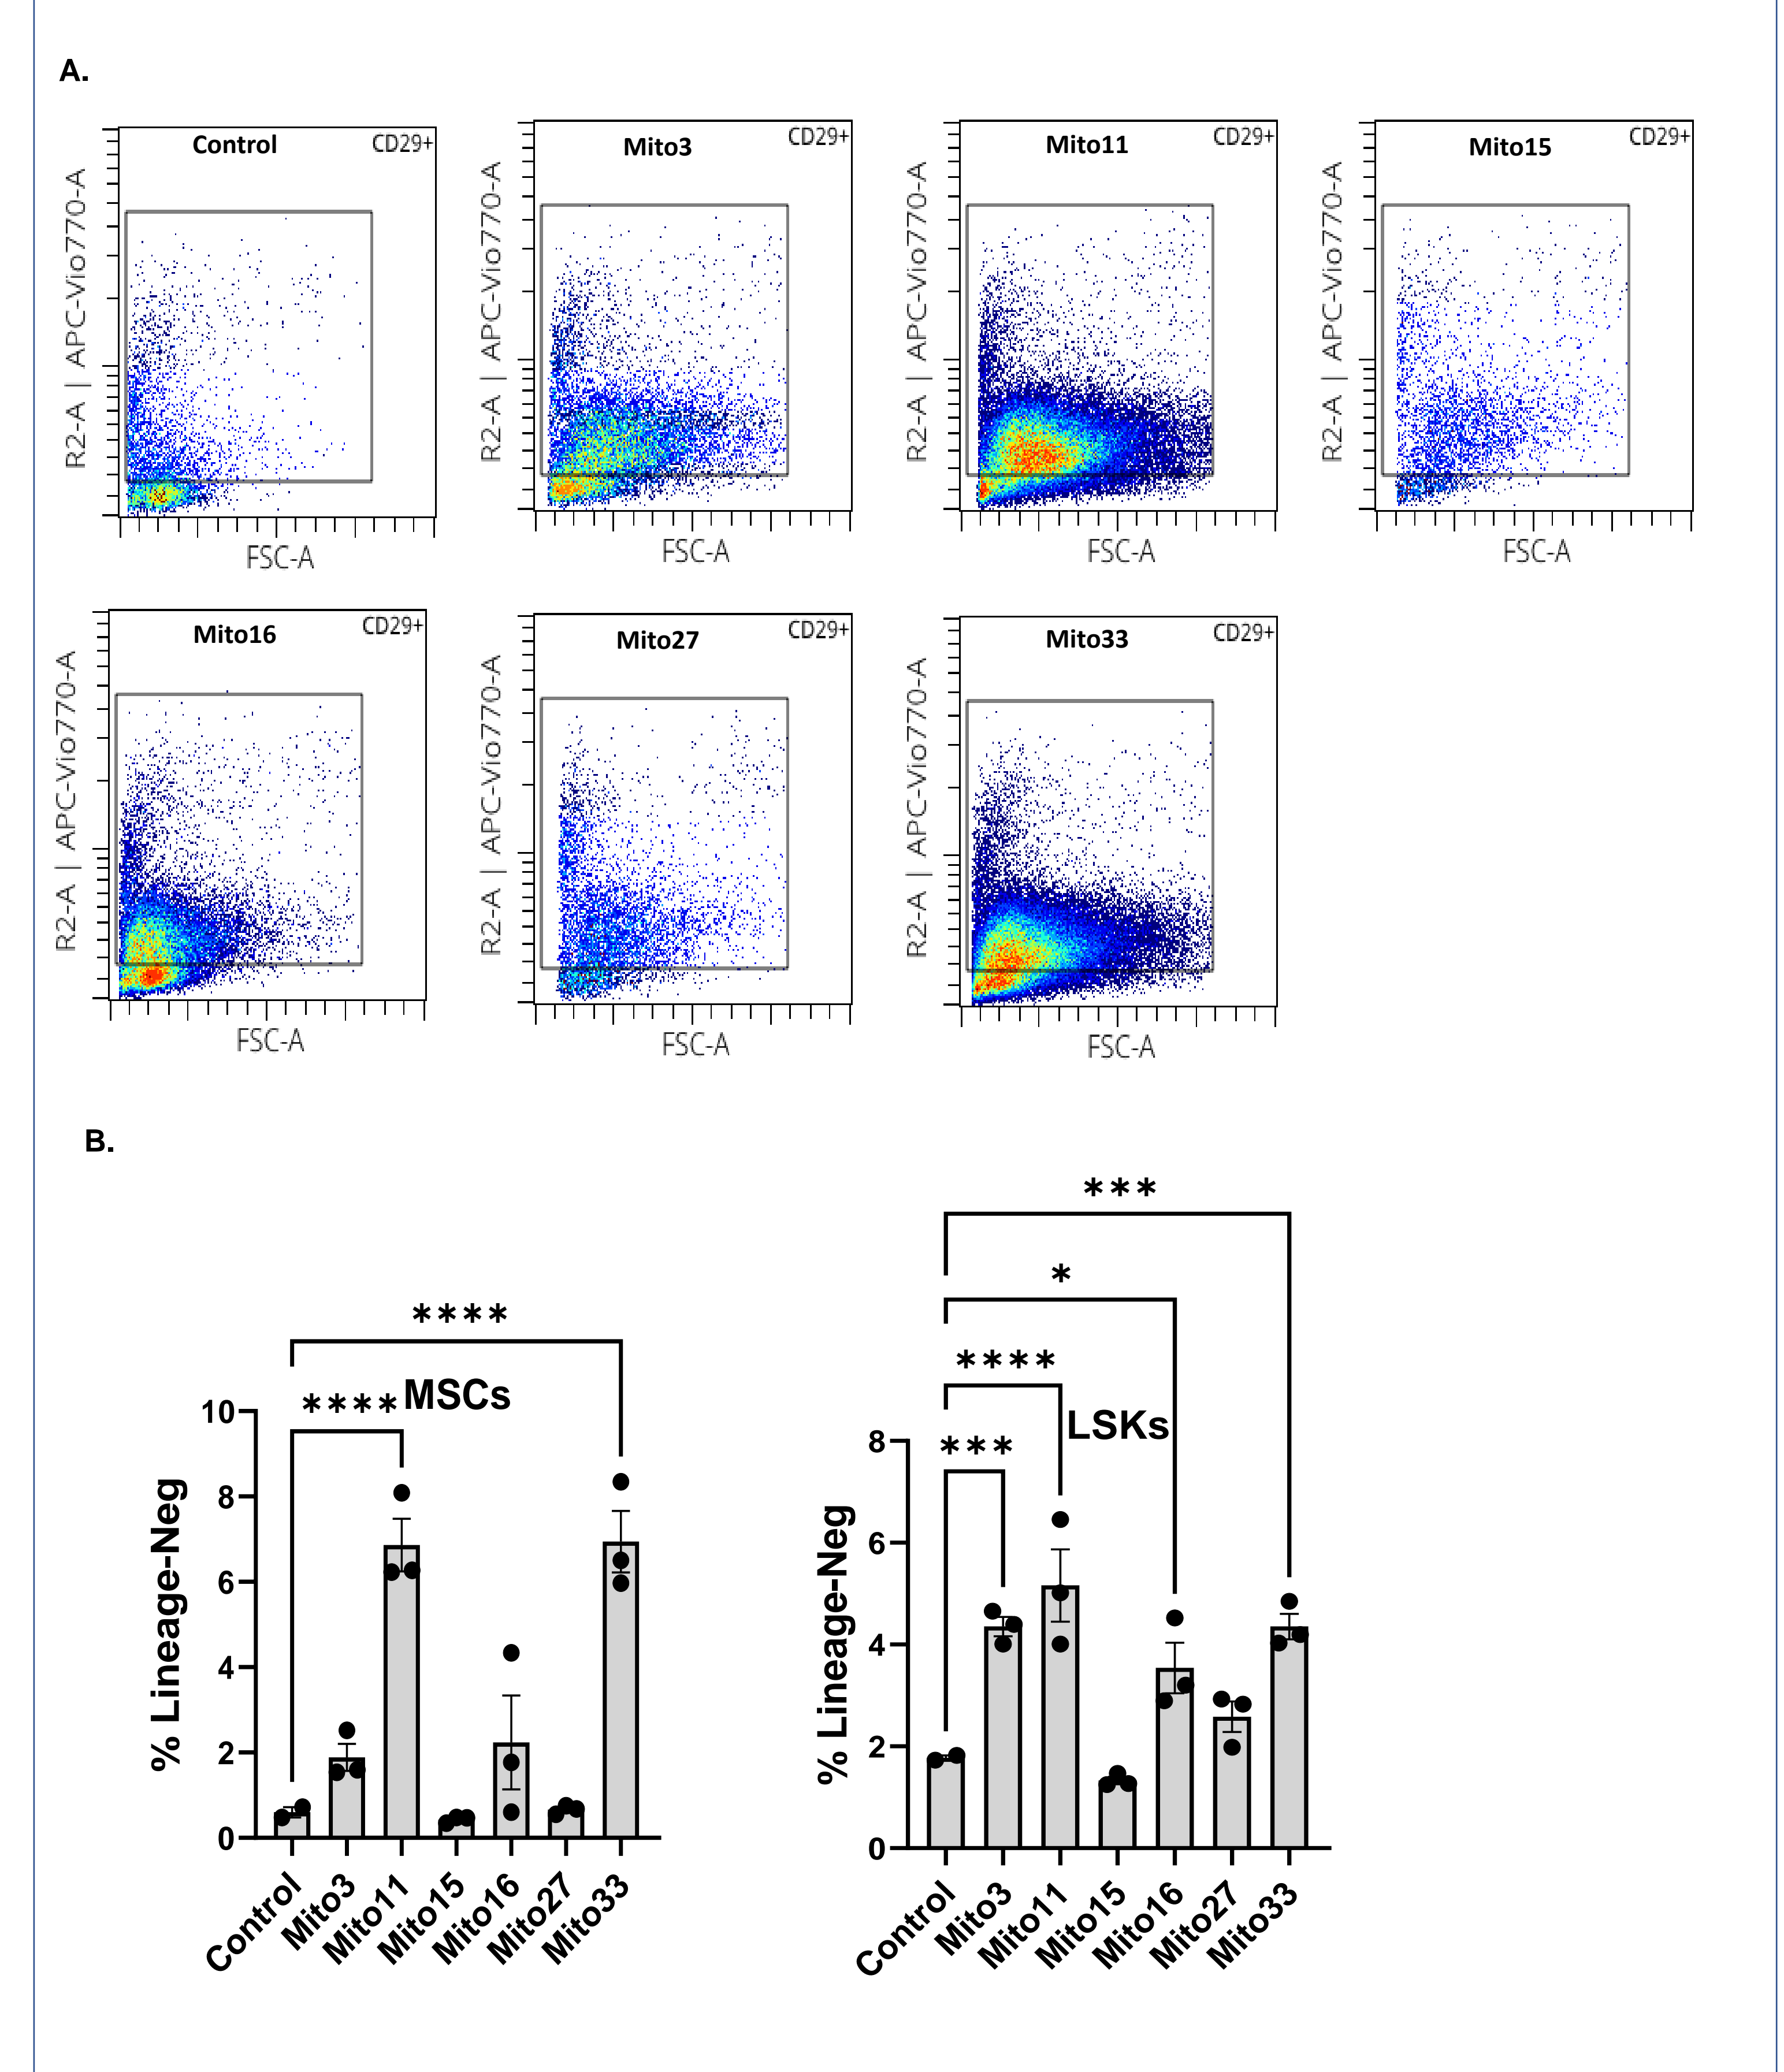 A.
Control CD29+
R2-A | APC-Vio770-A
FSC-A
Mito3 CD29+
R2-A | APC-Vio770-A
FSC-A
Mito11 CD29+
R2-A | APC-Vio770-A
FSC-A
Mito15 CD29+
R2-A | APC-Vio770-A
FSC-A
Mito16 CD29+
R2-A | APC-Vio770-A
FSC-A
Mito27 CD29+
R2-A | APC-Vio770-A
FSC-A
Mito33 CD29+
R2-A | APC-Vio770-A
FSC-A
B.
****
**** MSCs
% Lineage-Neg
10
8
6
4
2
0
Control
Mito3
Mito11
Mito15
Mito16
Mito27
Mito33
***
*
****
LSKs
***
% Lineage-Neg
8
6
4
2
0
Control
Mito3
Mito11
Mito15
Mito16
Mito27
Mito33